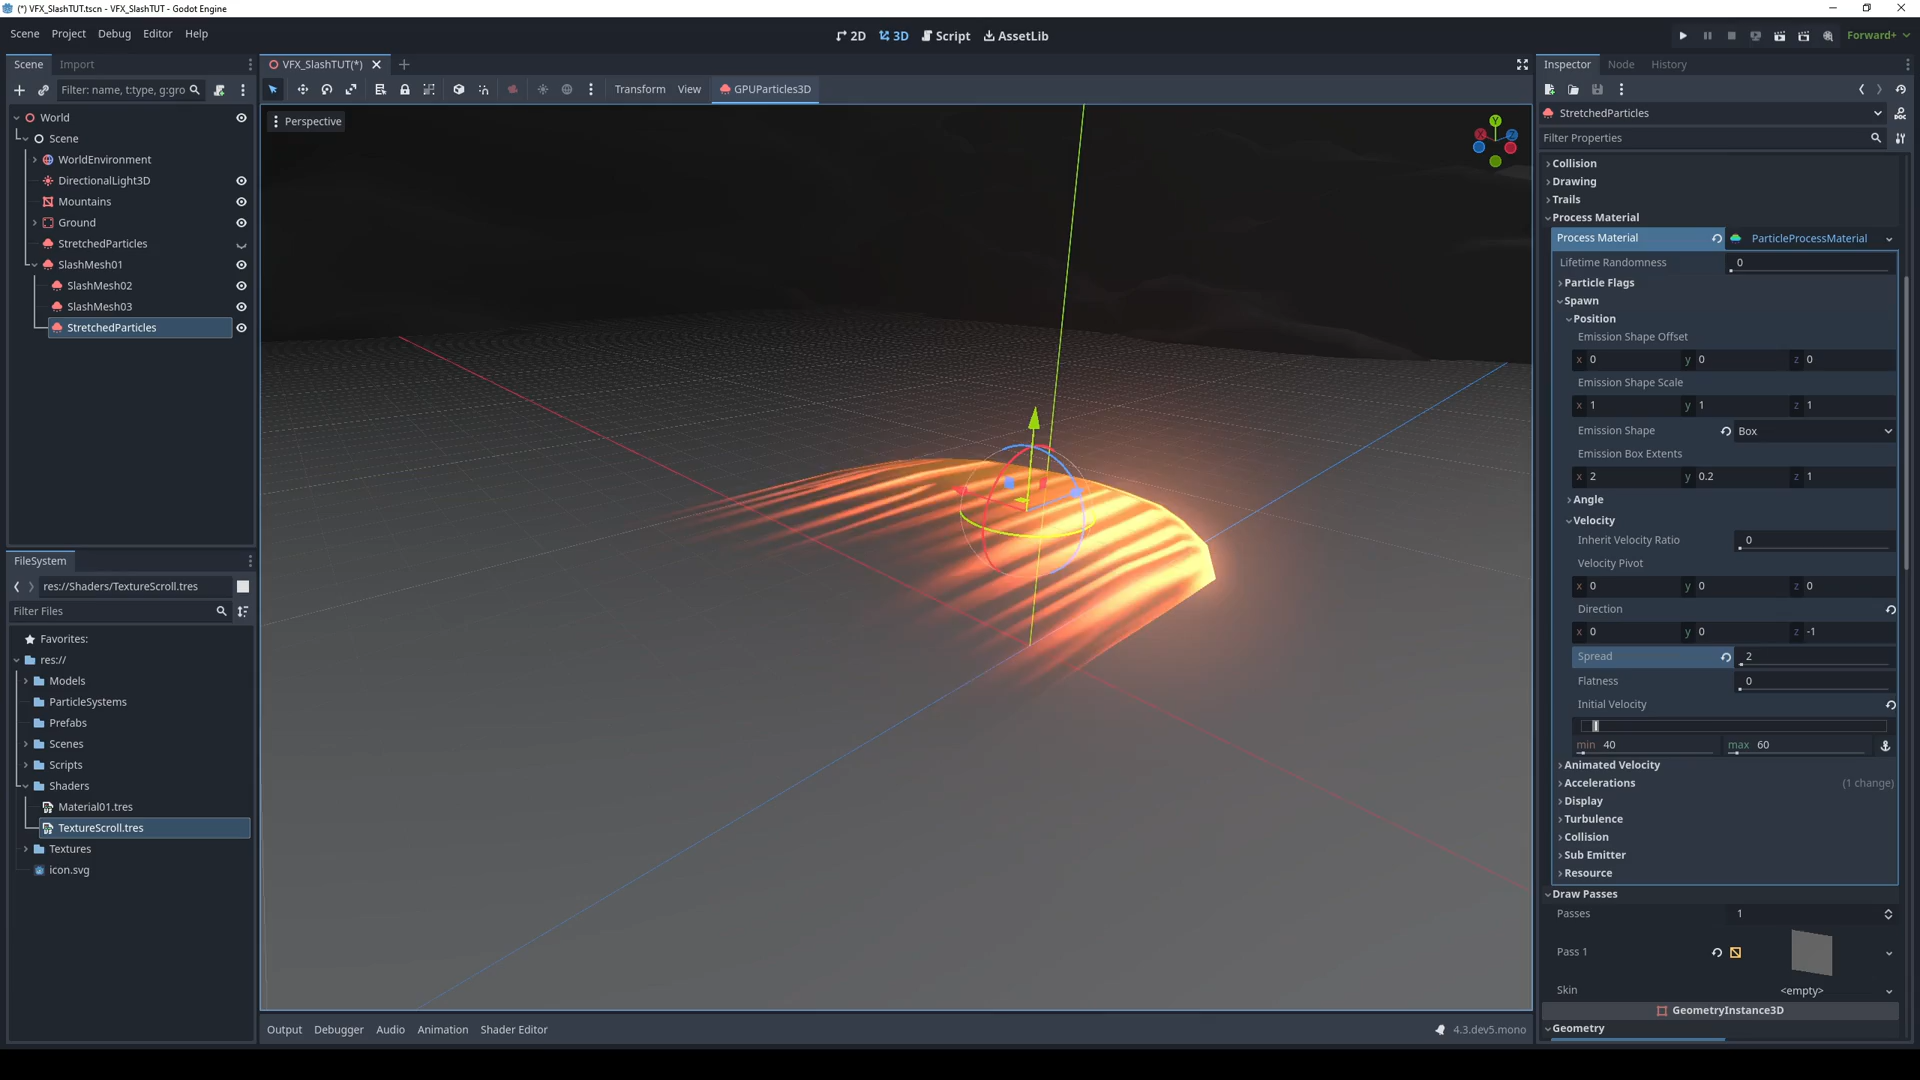 (*) VFX_SlashTUT.tscn - VFX_SlashTUT - Godot Engine
Scene Project Debug Editor Help
2D 3D Script AssetLib
Forward+
Scene Import
Filter: name, t:type, g:gro
World
Scene
WorldEnvironment
DirectionalLight3D
Mountains
Ground
StretchedParticles
SlashMesh01
SlashMesh02
SlashMesh03
StretchedParticles
FileSystem
res://Shaders/TextureScroll.tres
Filter Files
Favorites:
res://
Models
ParticleSystems
Prefabs
Scenes
Scripts
Shaders
Material01.tres
TextureScroll.tres
Textures
icon.svg
VFX_SlashTUT(*)
Transform View GPUParticles3D
Perspective
Y
X
Z
Output Debugger Audio Animation Shader Editor
4.3.dev5.mono
Inspector Node History
StretchedParticles
DOC
Filter Properties
Collision
Drawing
Trails
Process Material
Process Material ParticleProcessMaterial
Lifetime Randomness 0
Particle Flags
Spawn
Position
Emission Shape Offset
x 0 y 0 z 0
Emission Shape Scale
x 1 y 1 z 1
Emission Shape Box
Emission Box Extents
x 2 y 0.2 z 1
Angle
Velocity
Inherit Velocity Ratio 0
Velocity Pivot
x 0 y 0 z 0
Direction
x 0 y 0 z -1
Spread 2
Flatness 0
Initial Velocity
min 40 max 60
Animated Velocity
Accelerations (1 change)
Display
Turbulence
Collision
Sub Emitter
Resource
Draw Passes
Passes 1
Pass 1
Skin <empty>
GeometryInstance3D
Geometry